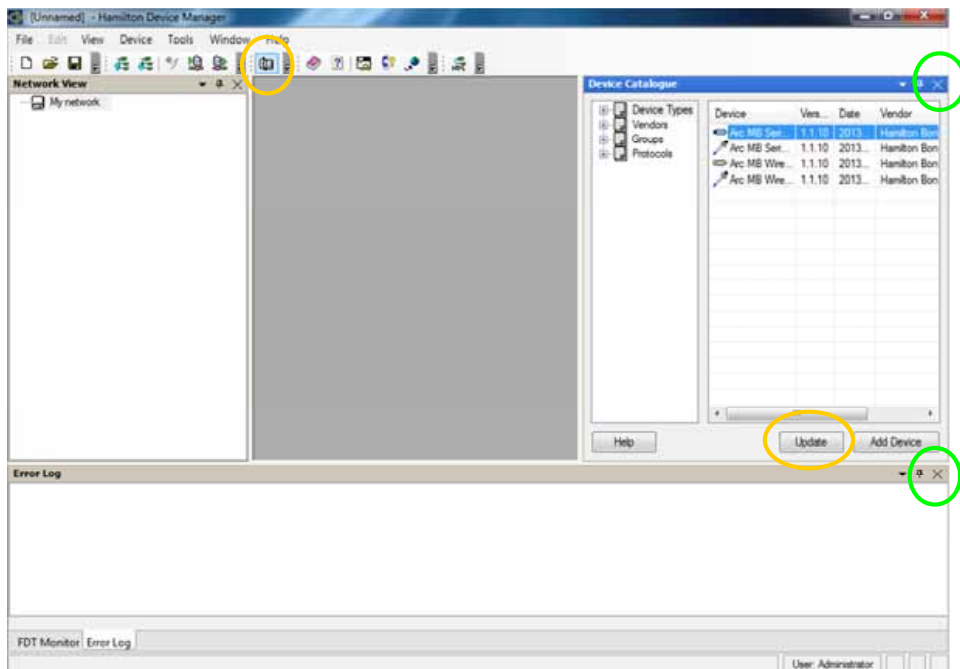 [Unnamed] - Hamilton Device Manager
File Edit View Device Tools Window Help
Network View
My network
Device Catalogue
Device Types
Vendors
Groups
Protocols
Device Vers... Date Vendor
Arc MB Seri... 1.1.10 2013... Hamilton Bon
Arc MB Seri... 1.1.10 2013... Hamilton Bon
Arc MB Wire... 1.1.10 2013... Hamilton Bon
Arc MB Wire... 1.1.10 2013... Hamilton Bon
Help Update Add Device
Error Log
FDT Monitor Error Log
User: Administrator